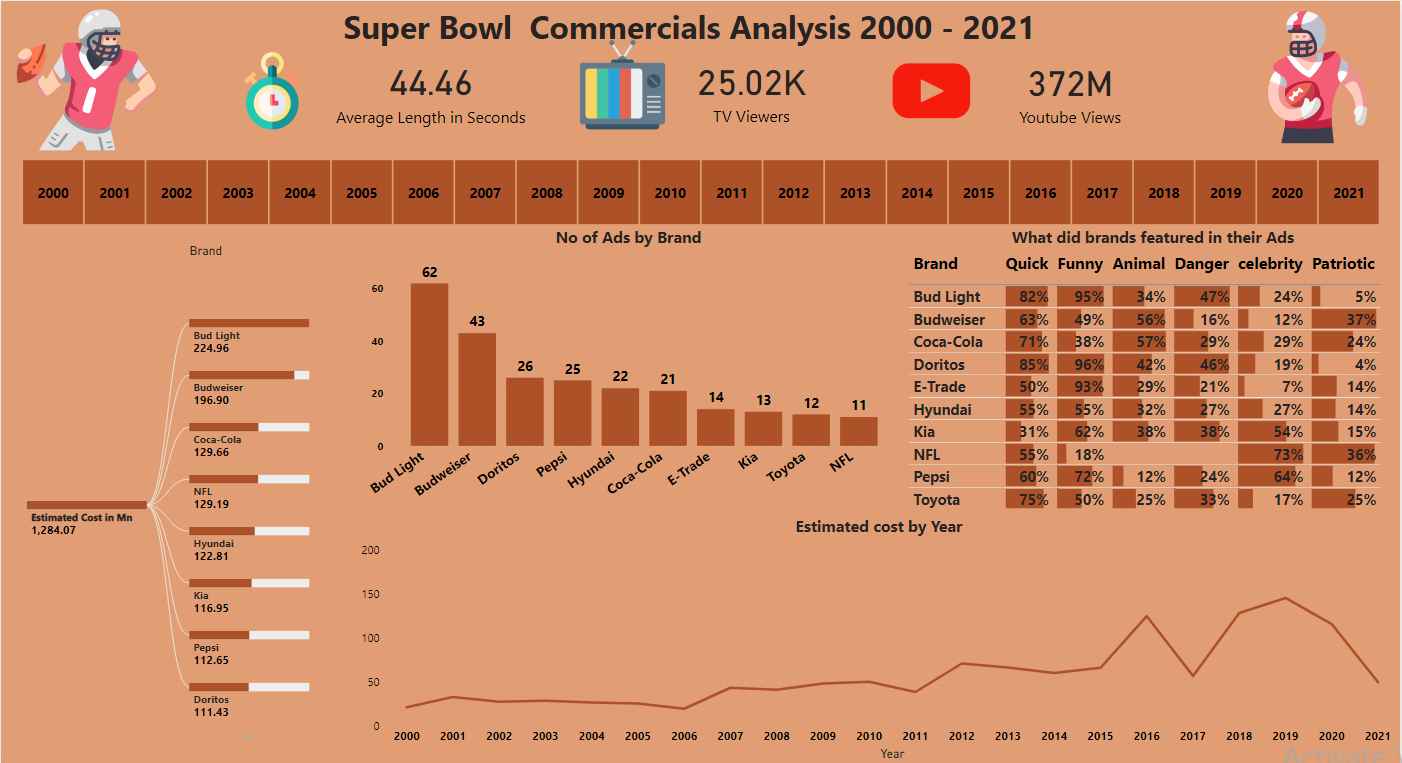 Super Bowl  Commercials Analysis 2000 - 2021
44.46
Average Length in Seconds
25.02K
TV Viewers
372M
Youtube Views
2000 2001 2002 2003 2004 2005 2006 2007 2008 2009 2010 2011 2012 2013 2014 2015 2016 2017 2018 2019 2020 2021
Brand
Estimated Cost in Mn
1,284.07
Bud Light
224.96
Budweiser
196.90
Coca-Cola
129.66
NFL
129.19
Hyundai
122.81
Kia
116.95
Pepsi
112.65
Doritos
111.43
No of Ads by Brand
60
40
20
0
62 43 26 25 22 21 14 13 12 11
Bud Light Budweiser Doritos Pepsi Hyundai Coca-Cola E-Trade Kia Toyota NFL
What did brands featured in their Ads
Brand Quick Funny Animal Danger celebrity Patriotic
Bud Light 82% 95% 34% 47% 24% 5%
Budweiser 63% 49% 56% 16% 12% 37%
Coca-Cola 71% 38% 57% 29% 29% 24%
Doritos 85% 96% 42% 46% 19% 4%
E-Trade 50% 93% 29% 21% 7% 14%
Hyundai 55% 55% 32% 27% 27% 14%
Kia 31% 62% 38% 38% 54% 15%
NFL 55% 18% 73% 36%
Pepsi 60% 72% 12% 24% 64% 12%
Toyota 75% 50% 25% 33% 17% 25%
Estimated cost by Year
200
150
100
50
0
2000 2001 2002 2003 2004 2005 2006 2007 2008 2009 2010 2011 2012 2013 2014 2015 2016 2017 2018 2019 2020 2021
Year
Activate